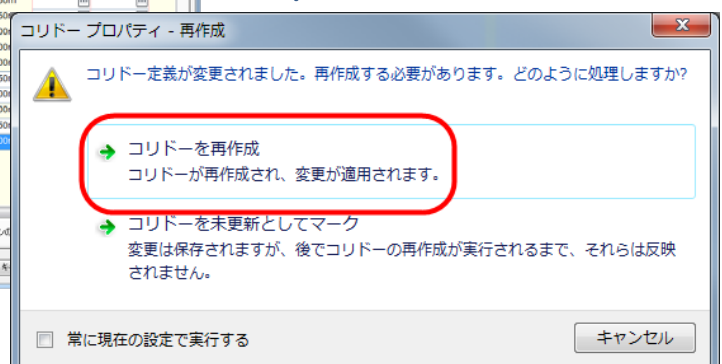 コリドー プロパティ - 再作成
コリドー定義が変更されました。再作成する必要があります。どのように処理しますか?
コリドーを再作成
コリドーが再作成され、変更が適用されます。
コリドーを未更新としてマーク
変更は保存されますが、後でコリドーの再作成が実行されるまで、それらは反映
されません。
常に現在の設定で実行する
キャンセル